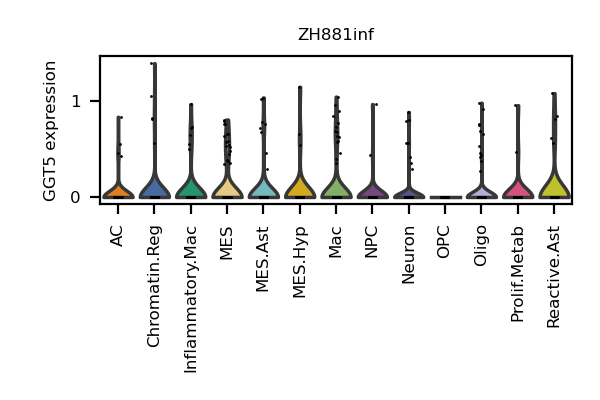 ZH881inf
GGT5 expression
1
0
AC
Chromatin.Reg
Inflammatory.Mac
MES
MES.Ast
MES.Hyp
Mac
NPC
Neuron
OPC
Oligo
Prolif.Metab
Reactive.Ast